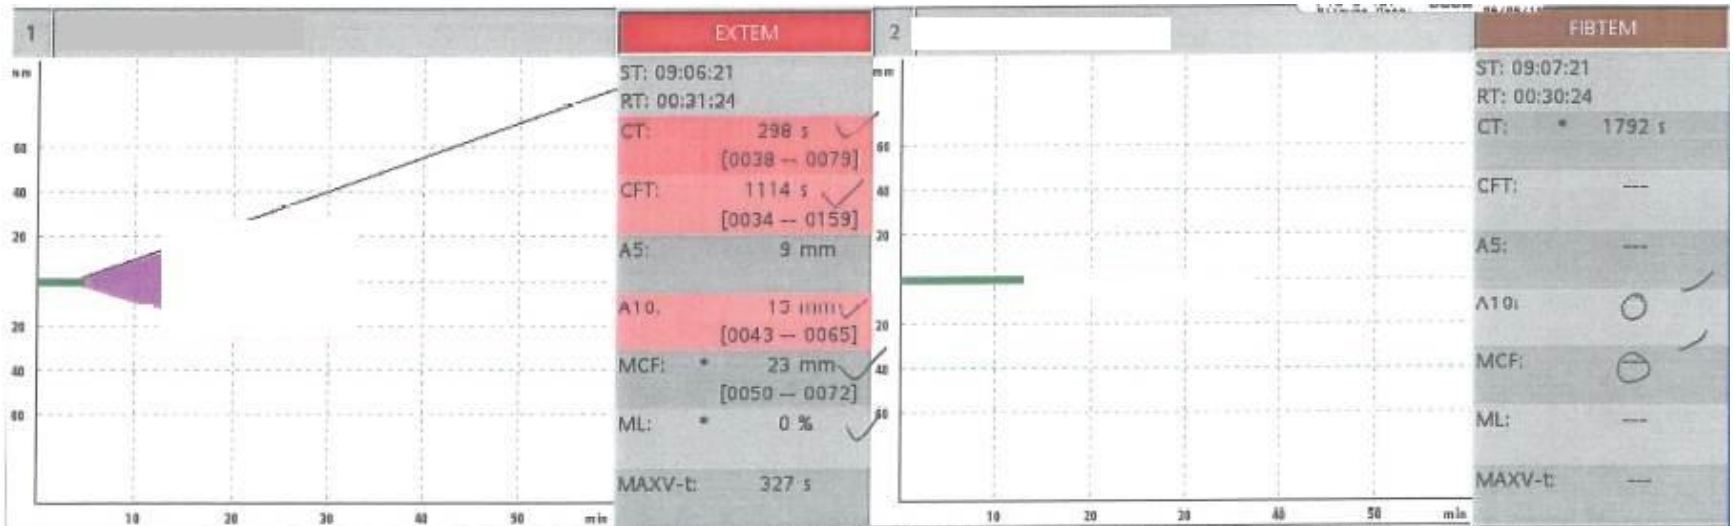 1
EXTEM
mm
60
40
20
20
40
60
10 20 30 40 50 min
ST: 09:06:21
RT: 00:31:24
CT: 298 s
[0038 -- 0079]
CFT: 1114 s
[0034 -- 0159]
A5: 9 mm
A10: 15 mm
[0043 -- 0065]
MCF: * 23 mm
[0050 -- 0072]
ML: * 0 %
MAXV-t: 327 s
2
FIBTEM
mm
60
40
20
20
40
60
10 20 30 50 min
ST: 09:07:21
RT: 00:30:24
CT: * 1792 s
CFT: ---
A5: ---
A10: O
MCF: O
ML: ---
MAXV-t: ---